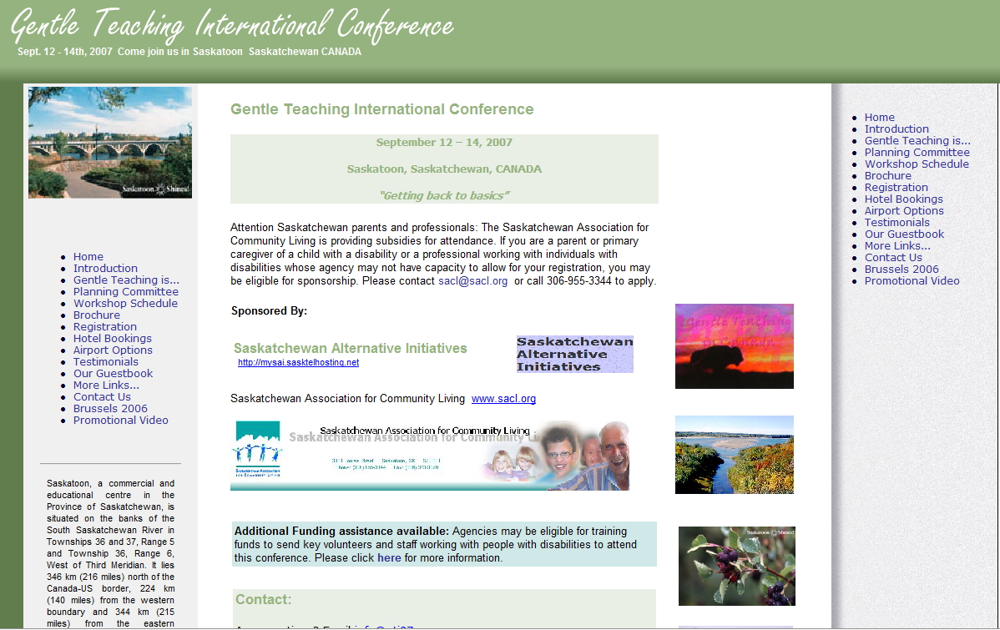 Gentle Teaching International Conference
Sept. 12 - 14th, 2007 Come join us in Saskatoon Saskatchewan CANADA
Saskatoon Shines!
Home
Introduction
Gentle Teaching is...
Planning Committee
Workshop Schedule
Brochure
Registration
Hotel Bookings
Airport Options
Testimonials
Our Guestbook
More Links...
Contact Us
Brussels 2006
Promotional Video
Saskatoon, a commercial and
educational centre in the
Province of Saskatchewan, is
situated on the banks of the
South Saskatchewan River in
Townships 36 and 37, Range 5
and Township 36, Range 6,
West of Third Meridian. It lies
346 km (216 miles) north of the
Canada-US border, 224 km
(140 miles) from the western
boundary and 344 km (215
miles) from the eastern
Gentle Teaching International Conference
September 12 – 14, 2007
Saskatoon, Saskatchewan, CANADA
"Getting back to basics"
Attention Saskatchewan parents and professionals: The Saskatchewan Association for
Community Living is providing subsidies for attendance. If you are a parent or primary
caregiver of a child with a disability or a professional working with individuals with
disabilities whose agency may not have capacity to allow for your registration, you may
be eligible for sponsorship. Please contact sacl@sacl.org or call 306-955-3344 to apply.
Sponsored By:
Saskatchewan Alternative Initiatives
http://mysai.sasktelhosting.net
Saskatchewan
Alternative
Initiatives
Saskatchewan Association for Community Living www.sacl.org
Saskatchewan Association for Community Living
Saskatchewan Association for Community Li
Saskatchewan Association
for Community Living
Additional Funding assistance available: Agencies may be eligible for training
funds to send key volunteers and staff working with people with disabilities to attend
this conference. Please click here for more information.
Contact:
Gentle Teaching
in Canada
Saskatoon Shines!
Home
Introduction
Gentle Teaching is...
Planning Committee
Workshop Schedule
Brochure
Registration
Hotel Bookings
Airport Options
Testimonials
Our Guestbook
More Links...
Contact Us
Brussels 2006
Promotional Video